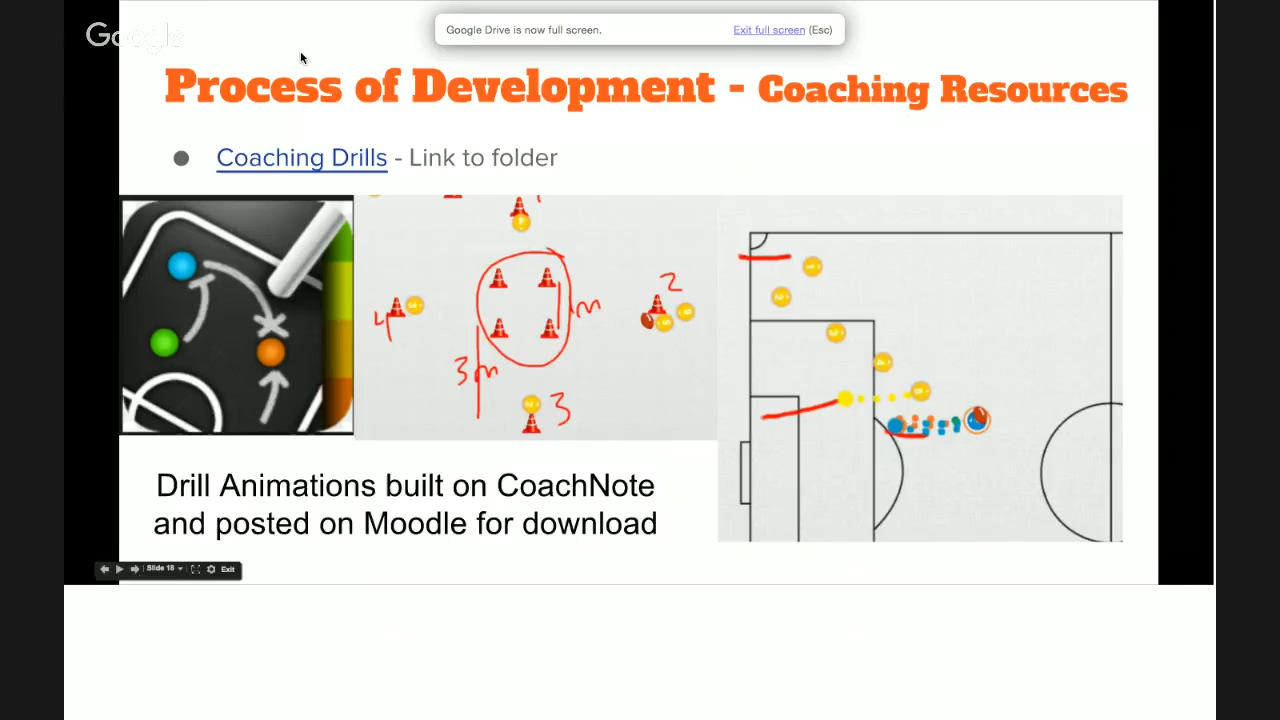 Google
Google Drive is now full screen. Exit full screen (Esc)
Process of Development - Coaching Resources
● Coaching Drills - Link to folder
1
2
4
1m
3m
3
Drill Animations built on CoachNote
and posted on Moodle for download
Slide 18 Exit